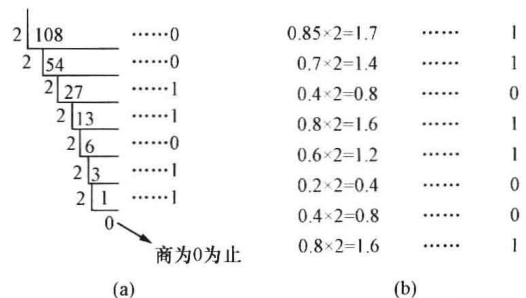 2 108 ……0
2 54 ……0
2 27 ……1
2 13 ……1
2 6 ……0
2 3 ……1
2 1 ……1
0
商为0为止
(a)
0.85×2=1.7 …… 1
0.7×2=1.4 …… 1
0.4×2=0.8 …… 0
0.8×2=1.6 …… 1
0.6×2=1.2 …… 1
0.2×2=0.4 …… 0
0.4×2=0.8 …… 0
0.8×2=1.6 …… 1
(b)